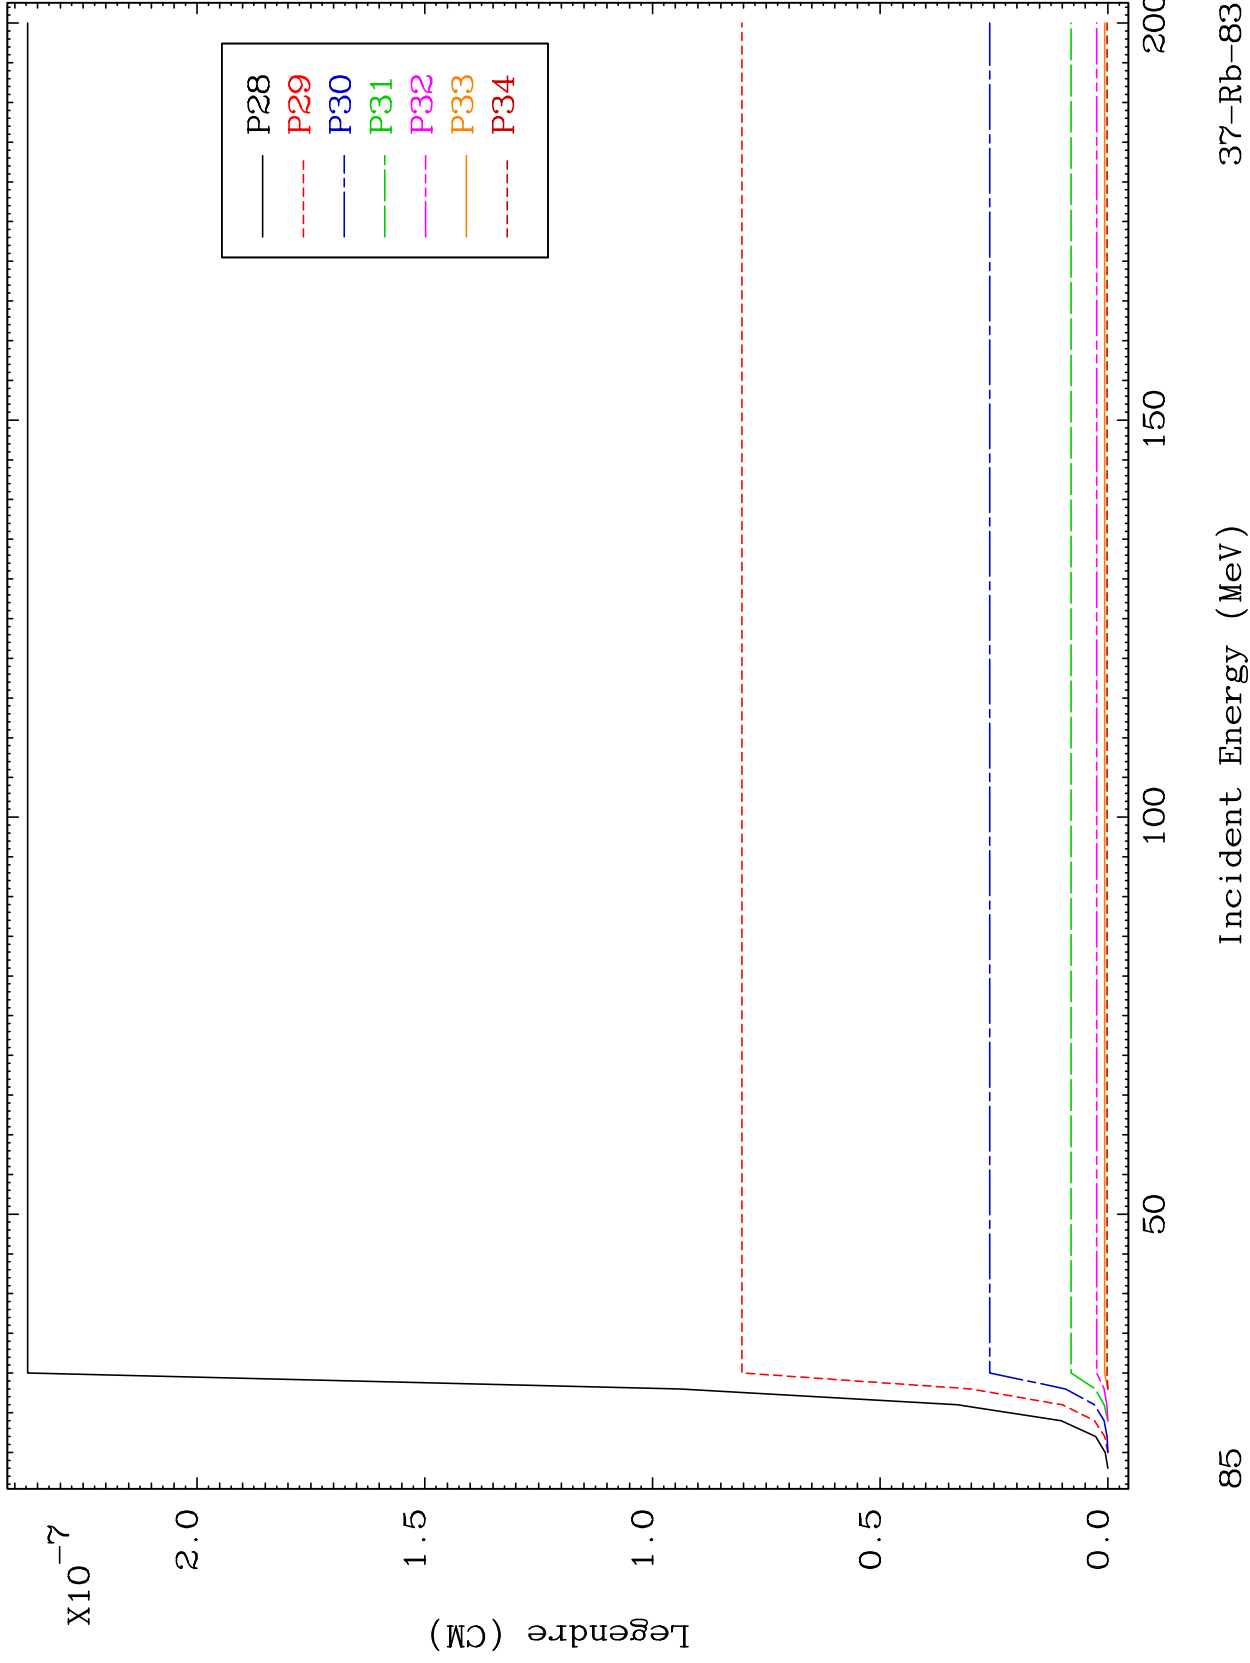 X10-7
2.0
1.5
1.0
0.5
0.0
Legendre (CM)
P28
P29
P30
P31
P32
P33
P34
50
100
150
200
Incident Energy (MeV)
85
37-Rb-83